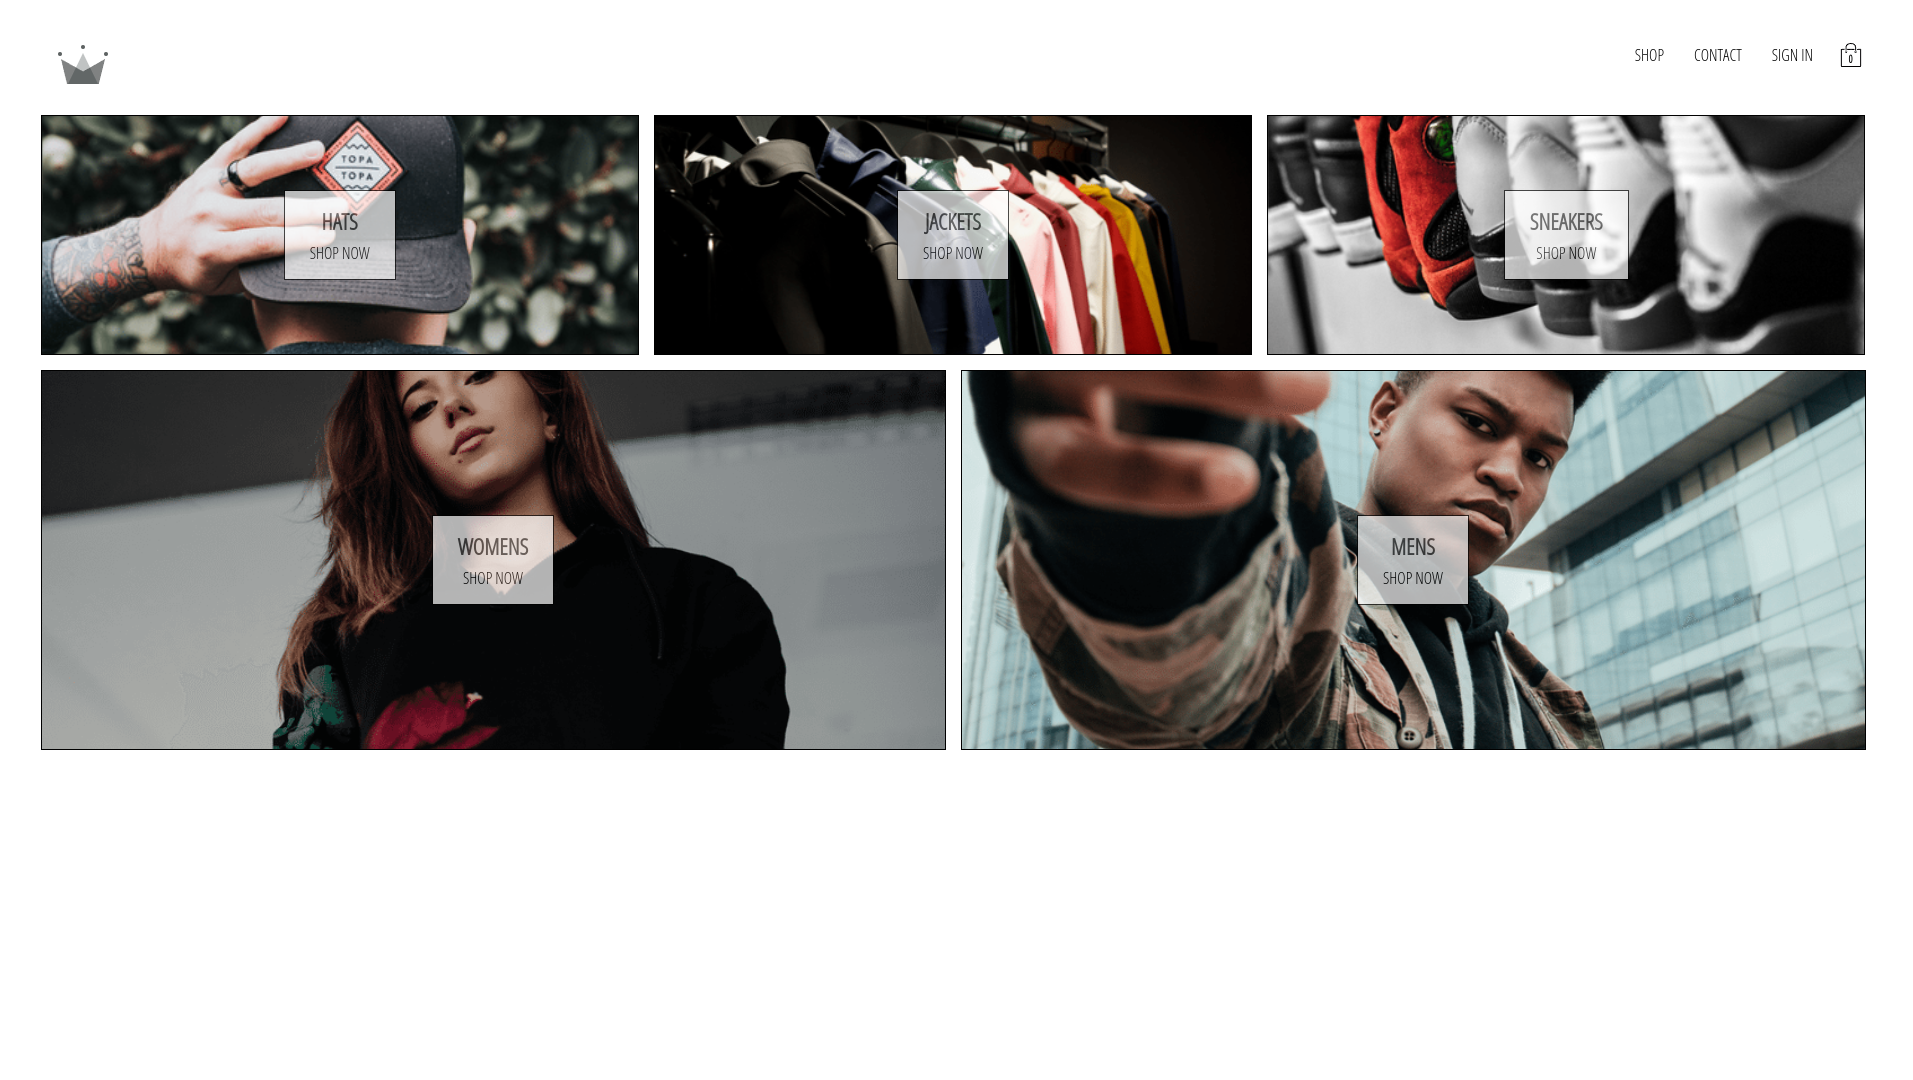 SHOP
CONTACT
SIGN IN
0
TOPA
TOPA
HATS
SHOP NOW
JACKETS
SHOP NOW
SNEAKERS
SHOP NOW
WOMENS
SHOP NOW
MENS
SHOP NOW